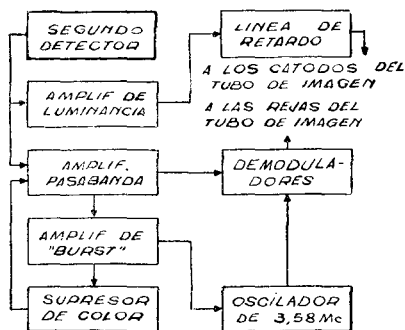 SEGUNDO
DETECTOR
LINEA DE
RETARDO
A LOS CATODOS DEL
TUBO DE IMAGEN
AMPLIF DE
LUMINANCIA
A LAS REJAS DEL
TUBO DE IMAGEN
AMPLIF.
PASABANDA
DEMODULA-
DORES
AMPLIF DE
"BURST"
SUPRESOR
DE COLOR
OSCILADOR
DE 3,58 Mc